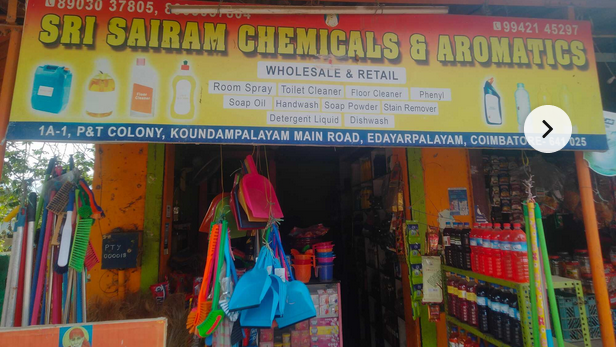 89030 37805,
99421 45297
SRI SAIRAM CHEMICALS & AROMATICS
WHOLESALE & RETAIL
Room Spray Toilet Cleaner Floor Cleaner Phenyl
Soap Oil Handwash Soap Powder Stain Remover
Detergent Liquid Dishwash
1A-1, P&T COLONY, KOUNDAMPALAYAM MAIN ROAD, EDAYARPALAYAM,